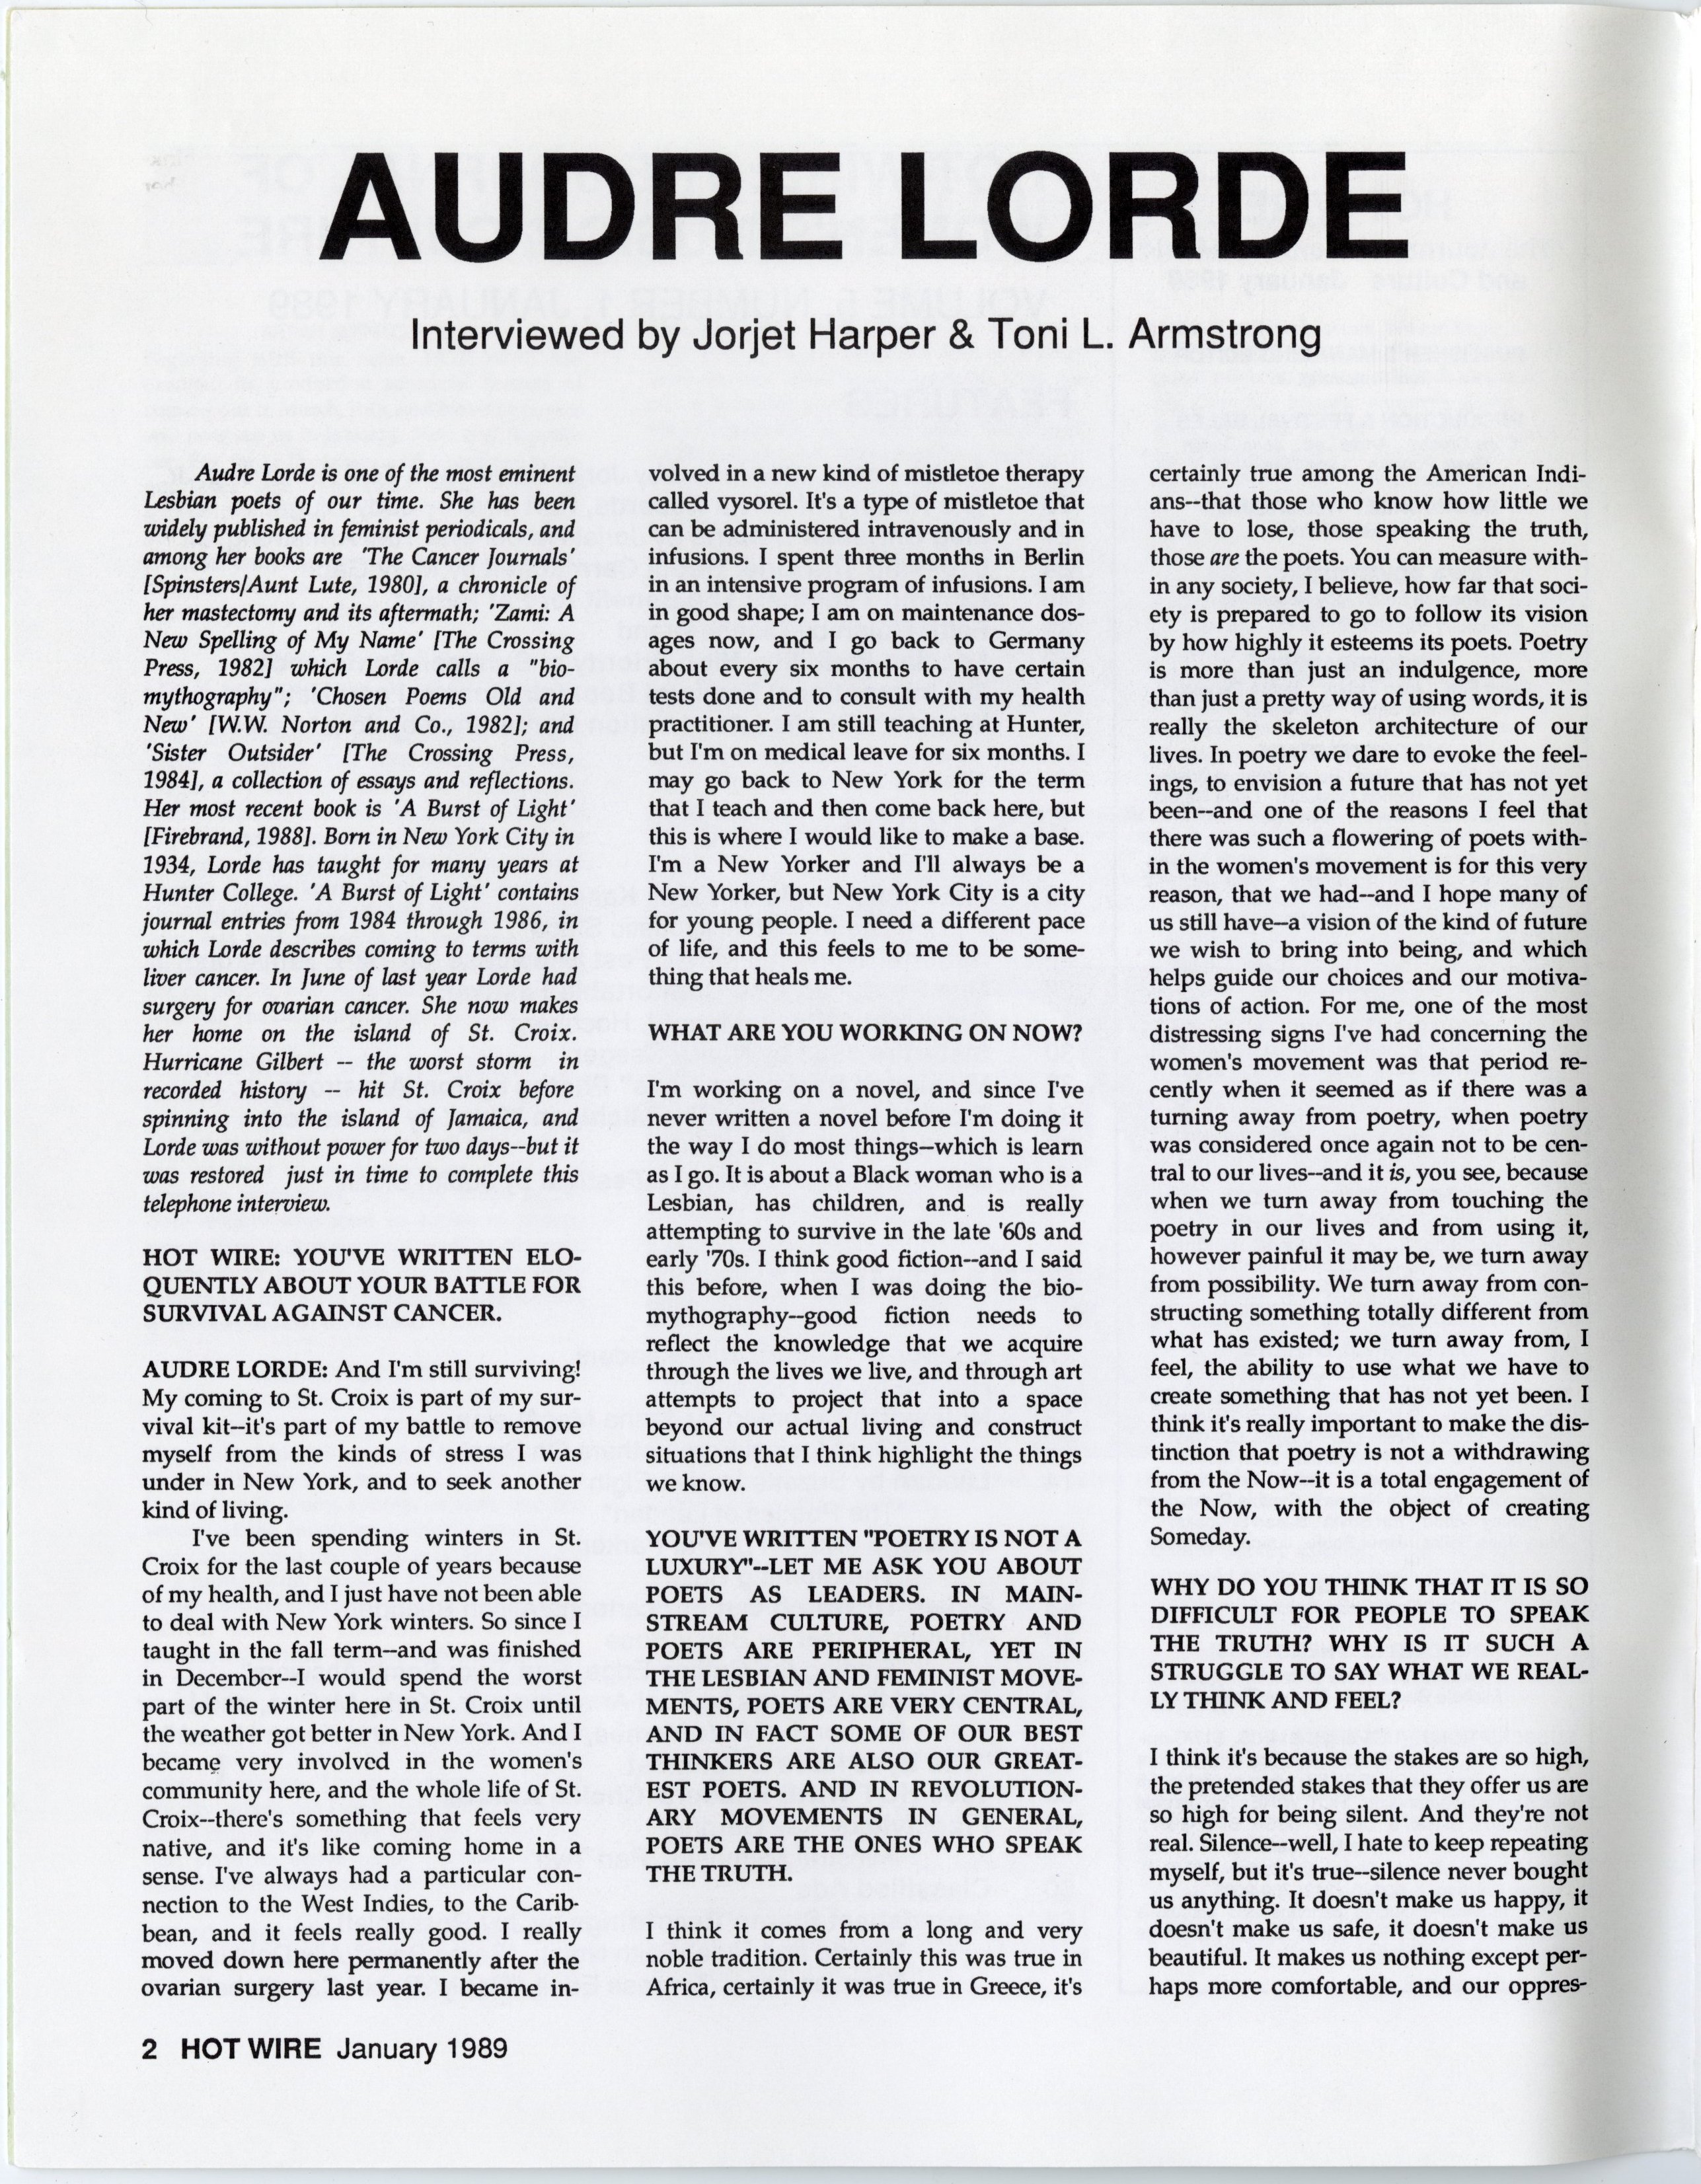 AUDRE LORDE
Interviewed by Jorjet Harper & Toni L. Armstrong
Audre Lorde is one of the most eminent
Lesbian poets of our time. She has been
widely published in feminist periodicals, and
among her books are 'The Cancer Journals'
[Spinsters/Aunt Lute, 1980], a chronicle of
her mastectomy and its aftermath; 'Zami: A
New Spelling of My Name' [The Crossing
Press, 1982] which Lorde calls a "bio-
mythography"; 'Chosen Poems Old and
New' [W.W. Norton and Co., 1982]; and
'Sister Outsider' [The Crossing Press,
1984], a collection of essays and reflections.
Her most recent book is 'A Burst of Light'
[Firebrand, 1988]. Born in New York City in
1934, Lorde has taught for many years at
Hunter College. 'A Burst of Light' contains
journal entries from 1984 through 1986, in
which Lorde describes coming to terms with
liver cancer. In June of last year Lorde had
surgery for ovarian cancer. She now makes
her home on the island of St. Croix.
Hurricane Gilbert -- the worst storm in
recorded history -- hit St. Croix before
spinning into the island of Jamaica, and
Lorde was without power for two days--but it
was restored just in time to complete this
telephone interview.
HOT WIRE: YOU'VE WRITTEN ELO-
QUENTLY ABOUT YOUR BATTLE FOR
SURVIVAL AGAINST CANCER.
AUDRE LORDE: And I'm still surviving!
My coming to St. Croix is part of my sur-
vival kit--it's part of my battle to remove
myself from the kinds of stress I was
under in New York, and to seek another
kind of living.
I've been spending winters in St.
Croix for the last couple of years because
of my health, and I just have not been able
to deal with New York winters. So since I
taught in the fall term--and was finished
in December--I would spend the worst
part of the winter here in St. Croix until
the weather got better in New York. And I
became very involved in the women's
community here, and the whole life of St.
Croix--there's something that feels very
native, and it's like coming home in a
sense. I've always had a particular con-
nection to the West Indies, to the Carib-
bean, and it feels really good. I really
moved down here permanently after the
ovarian surgery last year. I became in-
volved in a new kind of mistletoe therapy
called vysorel. It's a type of mistletoe that
can be administered intravenously and in
infusions. I spent three months in Berlin
in an intensive program of infusions. I am
in good shape; I am on maintenance dos-
ages now, and I go back to Germany
about every six months to have certain
tests done and to consult with my health
practitioner. I am still teaching at Hunter,
but I'm on medical leave for six months. I
may go back to New York for the term
that I teach and then come back here, but
this is where I would like to make a base.
I'm a New Yorker and I'll always be a
New Yorker, but New York City is a city
for young people. I need a different pace
of life, and this feels to me to be some-
thing that heals me.
WHAT ARE YOU WORKING ON NOW?
I'm working on a novel, and since I've
never written a novel before I'm doing it
the way I do most things--which is learn
as I go. It is about a Black woman who is a
Lesbian, has children, and is really
attempting to survive in the late '60s and
early '70s. I think good fiction--and I said
this before, when I was doing the bio-
mythography--good fiction needs to
reflect the knowledge that we acquire
through the lives we live, and through art
attempts to project that into a space
beyond our actual living and construct
situations that I think highlight the things
we know.
YOU'VE WRITTEN "POETRY IS NOT A
LUXURY"--LET ME ASK YOU ABOUT
POETS AS LEADERS. IN MAIN-
STREAM CULTURE, POETRY AND
POETS ARE PERIPHERAL, YET IN
THE LESBIAN AND FEMINIST MOVE-
MENTS, POETS ARE VERY CENTRAL,
AND IN FACT SOME OF OUR BEST
THINKERS ARE ALSO OUR GREAT-
EST POETS. AND IN REVOLUTION-
ARY MOVEMENTS IN GENERAL,
POETS ARE THE ONES WHO SPEAK
THE TRUTH.
I think it comes from a long and very
noble tradition. Certainly this was true in
Africa, certainly it was true in Greece, it's
certainly true among the American Indi-
ans--that those who know how little we
have to lose, those speaking the truth,
those are the poets. You can measure with-
in any society, I believe, how far that soci-
ety is prepared to go to follow its vision
by how highly it esteems its poets. Poetry
is more than just an indulgence, more
than just a pretty way of using words, it is
really the skeleton architecture of our
lives. In poetry we dare to evoke the feel-
ings, to envision a future that has not yet
been--and one of the reasons I feel that
there was such a flowering of poets with-
in the women's movement is for this very
reason, that we had--and I hope many of
us still have--a vision of the kind of future
we wish to bring into being, and which
helps guide our choices and our motiva-
tions of action. For me, one of the most
distressing signs I've had concerning the
women's movement was that period re-
cently when it seemed as if there was a
turning away from poetry, when poetry
was considered once again not to be cen-
tral to our lives--and it is, you see, because
when we turn away from touching the
poetry in our lives and from using it,
however painful it may be, we turn away
from possibility. We turn away from con-
structing something totally different from
what has existed; we turn away from, I
feel, the ability to use what we have to
create something that has not yet been. I
think it's really important to make the dis-
tinction that poetry is not a withdrawing
from the Now--it is a total engagement of
the Now, with the object of creating
Someday.
WHY DO YOU THINK THAT IT IS SO
DIFFICULT FOR PEOPLE TO SPEAK
THE TRUTH? WHY IS IT SUCH A
STRUGGLE TO SAY WHAT WE REAL-
LY THINK AND FEEL?
I think it's because the stakes are so high,
the pretended stakes that they offer us are
so high for being silent. And they're not
real. Silence--well, I hate to keep repeating
myself, but it's true--silence never bought
us anything. It doesn't make us happy, it
doesn't make us safe, it doesn't make us
beautiful. It makes us nothing except per-
haps more comfortable, and our oppres-
2 HOT WIRE January 1989